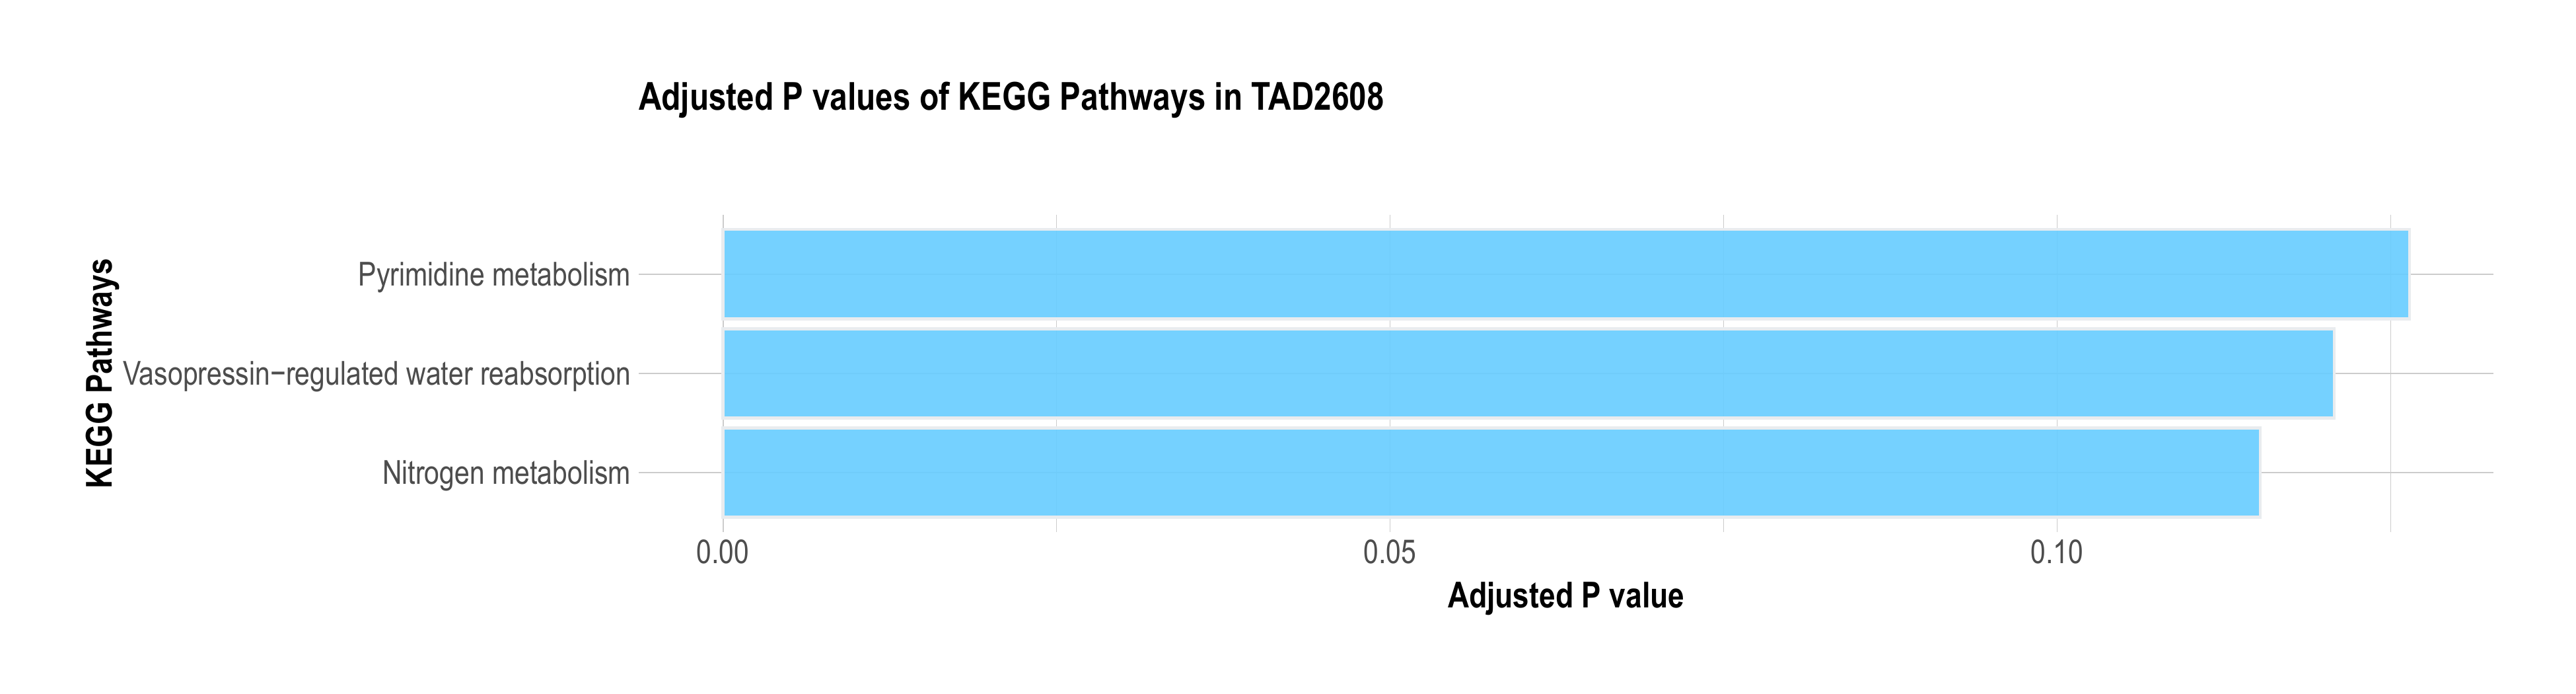 Adjusted P values of KEGG Pathways in TAD2608
KEGG Pathways
Pyrimidine metabolism
Vasopressin−regulated water reabsorption
Nitrogen metabolism
0.00
0.05
0.10
Adjusted P value